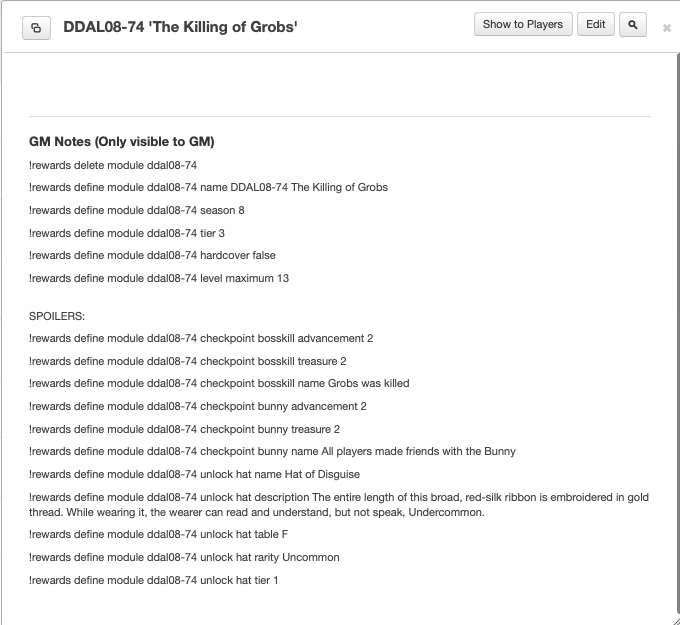 DDAL08-74 'The Killing of Grobs'
Show to Players
Edit
GM Notes (Only visible to GM)
!rewards delete module ddal08-74
!rewards define module ddal08-74 name DDAL08-74 The Killing of Grobs
!rewards define module ddal08-74 season 8
!rewards define module ddal08-74 tier 3
!rewards define module ddal08-74 hardcover false
!rewards define module ddal08-74 level maximum 13
SPOILERS:
!rewards define module ddal08-74 checkpoint bosskill advancement 2
!rewards define module ddal08-74 checkpoint bosskill treasure 2
!rewards define module ddal08-74 checkpoint bosskill name Grobs was killed
!rewards define module ddal08-74 checkpoint bunny advancement 2
!rewards define module ddal08-74 checkpoint bunny treasure 2
!rewards define module ddal08-74 checkpoint bunny name All players made friends with the Bunny
!rewards define module ddal08-74 unlock hat name Hat of Disguise
!rewards define module ddal08-74 unlock hat description The entire length of this broad, red-silk ribbon is embroidered in gold
thread. While wearing it, the wearer can read and understand, but not speak, Undercommon.
!rewards define module ddal08-74 unlock hat table F
!rewards define module ddal08-74 unlock hat rarity Uncommon
!rewards define module ddal08-74 unlock hat tier 1